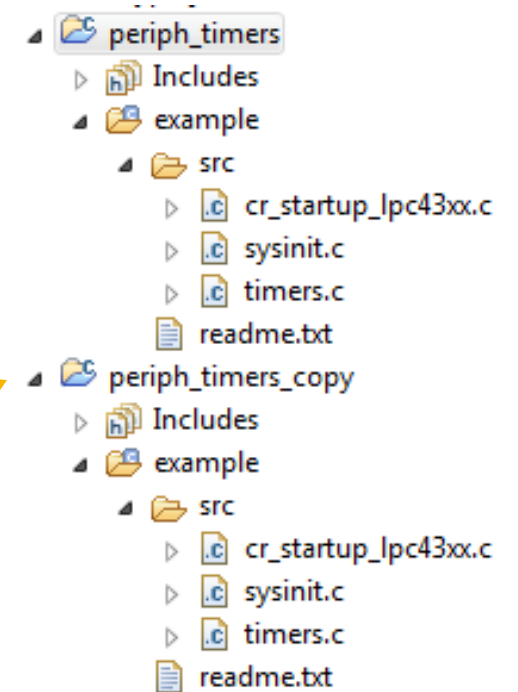 periph_timers
Includes
example
src
cr_startup_lpc43xx.c
sysinit.c
timers.c
readme.txt
periph_timers_copy
Includes
example
src
cr_startup_lpc43xx.c
sysinit.c
timers.c
readme.txt